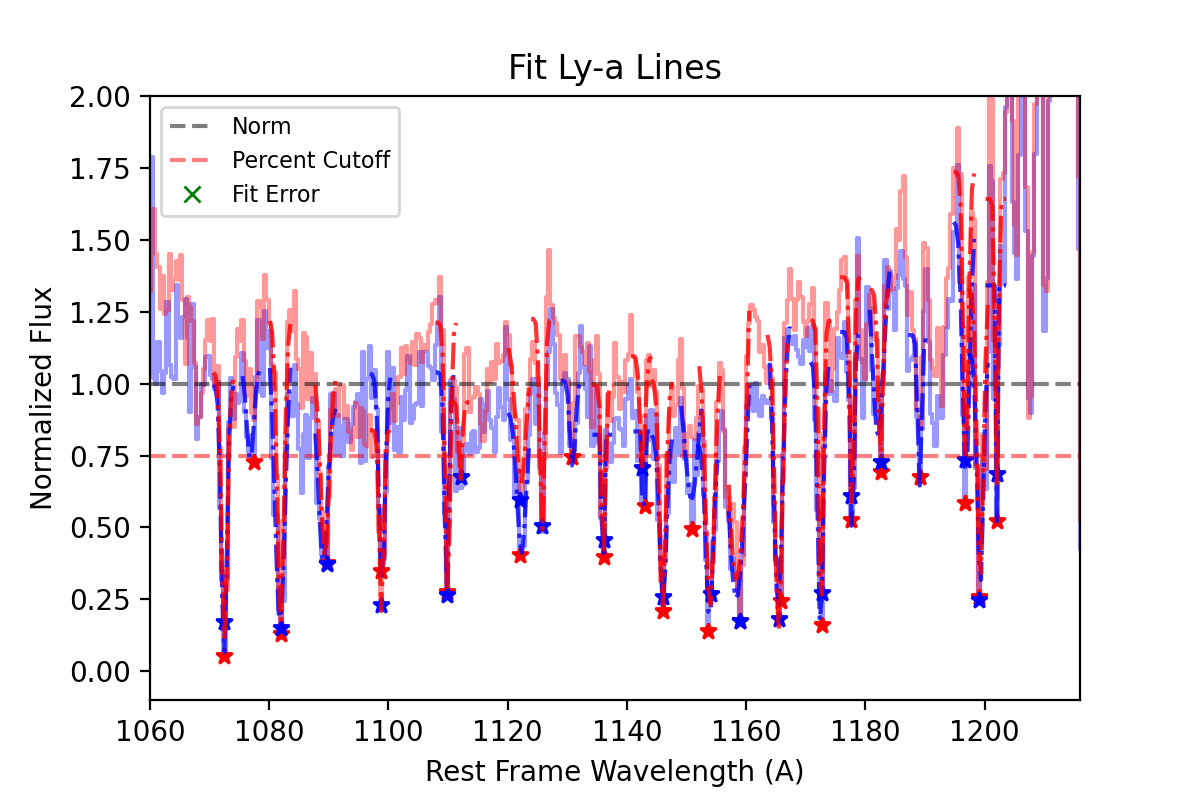 Fit Ly-a Lines
2.00
1.75
1.50
1.25
1.00
0.75
0.50
0.25
0.00
Normalized Flux
Norm
Percent Cutoff
Fit Error
1060 1080 1100 1120 1140 1160 1180 1200
Rest Frame Wavelength (A)